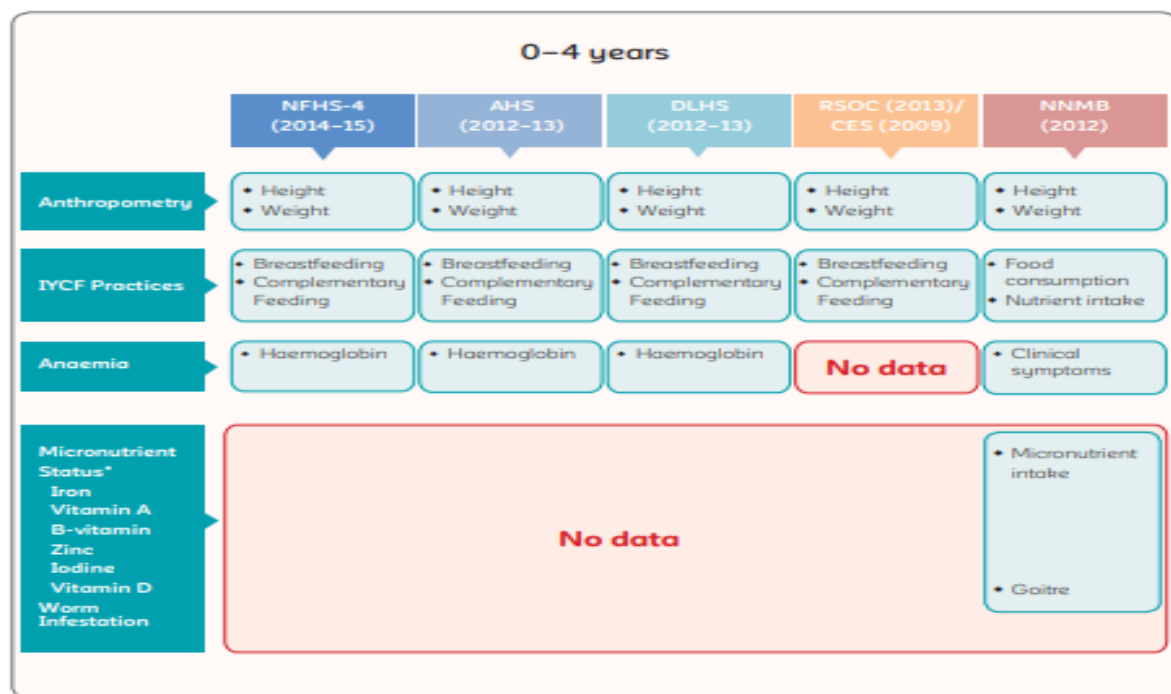 0–4 years
NFHS-4
(2014–15)
AHS
(2012–13)
DLHS
(2012–13)
RSOC (2013)/
CES (2009)
NNMB
(2012)
Anthropometry
• Height
• Weight
• Height
• Weight
• Height
• Weight
• Height
• Weight
• Height
• Weight
IYCF Practices
• Breastfeeding
• Complementary
Feeding
• Breastfeeding
• Complementary
Feeding
• Breastfeeding
• Complementary
Feeding
• Breastfeeding
• Complementary
Feeding
• Food
consumption
• Nutrient intake
Anaemia
• Haemoglobin
• Haemoglobin
• Haemoglobin
No data
• Clinical
symptoms
Micronutrient
Status*
Iron
Vitamin A
B-vitamin
Zinc
Iodine
Vitamin D
Worm
Infestation
No data
• Micronutrient
intake
• Goitre